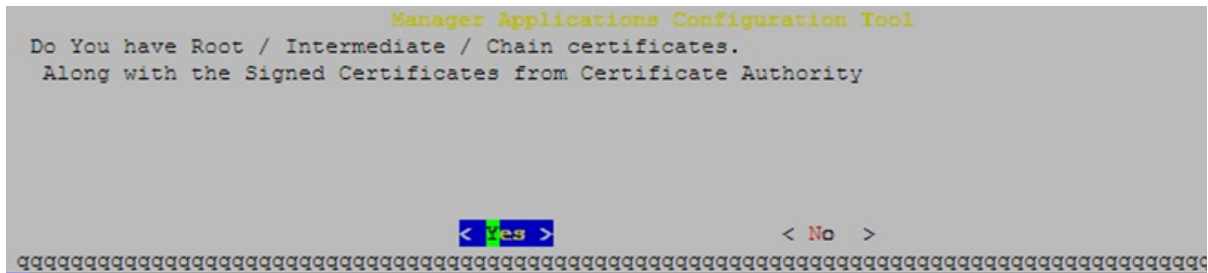 Manager Applications Configuration Tool
Do You have Root / Intermediate / Chain certificates.
Along with the Signed Certificates from Certificate Authority
< Yes > < No >
qqqqqqqqqqqqqqqqqqqqqqqqqqqqqqqqqqqqqqqqqqqqqqqqqqqqqqqqqqqqqqqqqqqqqqqqqqqqqqqqqqqqqqqqqqq